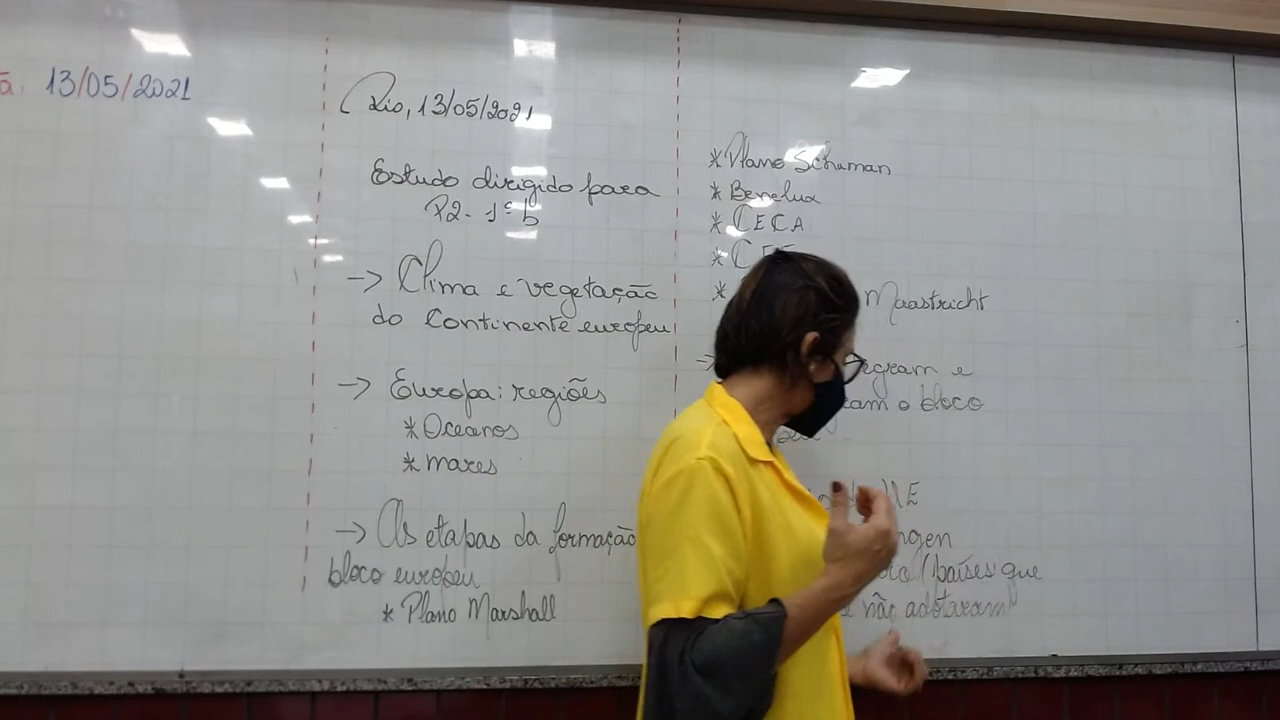 13/05/2021
Rio, 13/05/2021
Estudo dirigido para
P2 - 1º b
-> Clima e vegetação
do Continente europeu
-> Europa: regiões
* Oceanos
* mares
-> As etapas da formação
bloco europeu
* Plano Marshall
* Plano Schuman
* Benelux
* CECA
*
* Maastricht
-> e
o bloco
UE
(países que
não adotaram